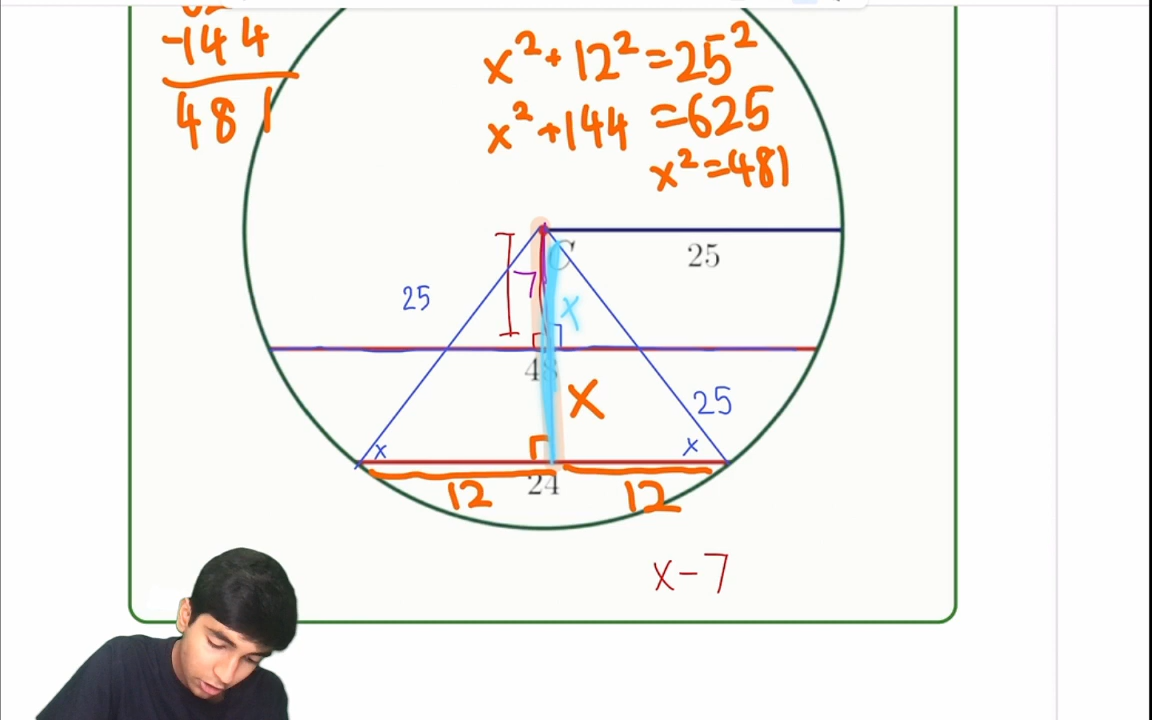 -144
481
x²+12²=25²
x²+144=625
x²=481
C
25
25
7
x
48
x
25
x
x
12
24
12
x-7